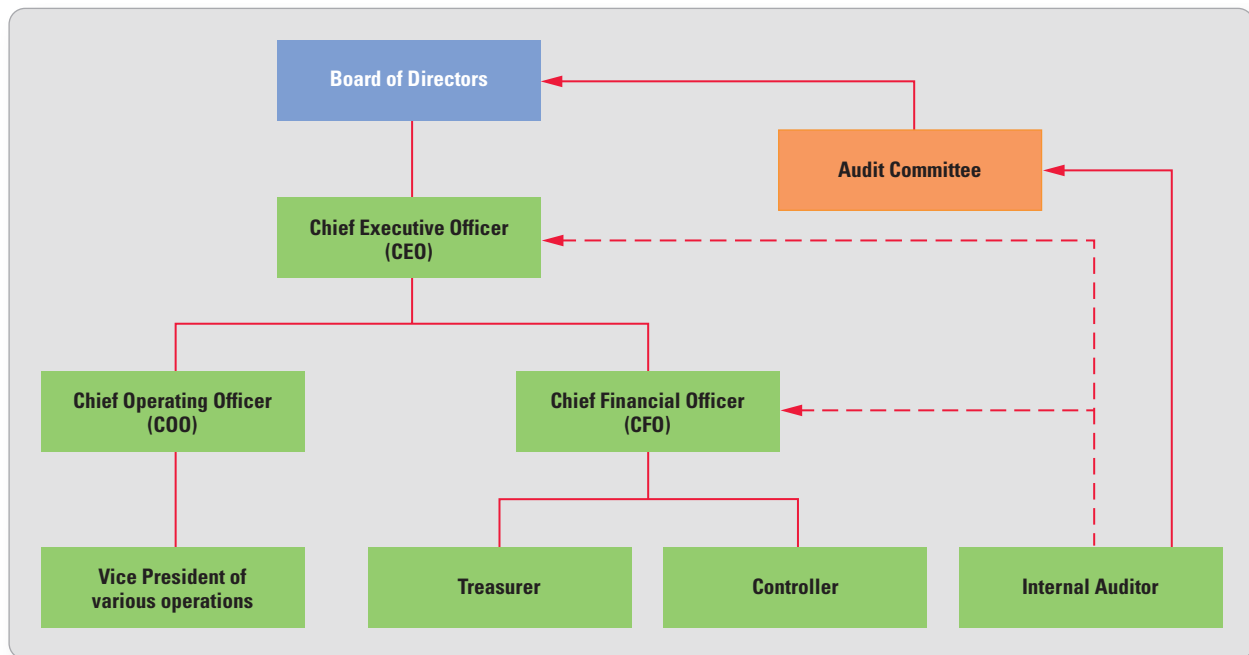 Board of Directors
Audit Committee
Chief Executive Officer
(CEO)
Chief Operating Officer
(COO)
Chief Financial Officer
(CFO)
Vice President of
various operations
Treasurer
Controller
Internal Auditor